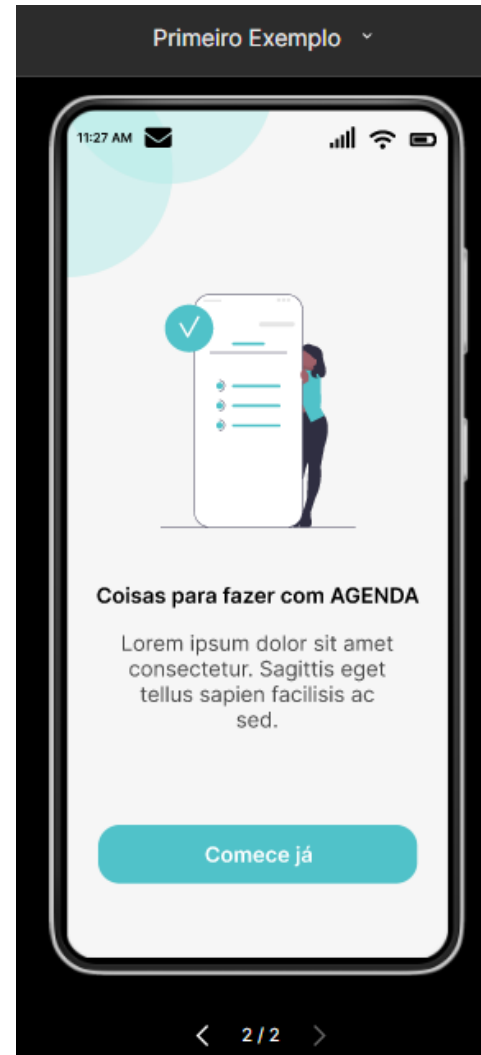 Primeiro Exemplo
11:27 AM
Coisas para fazer com AGENDA
Lorem ipsum dolor sit amet
consectetur. Sagittis eget
tellus sapien facilisis ac
sed.
Comece já
2 / 2